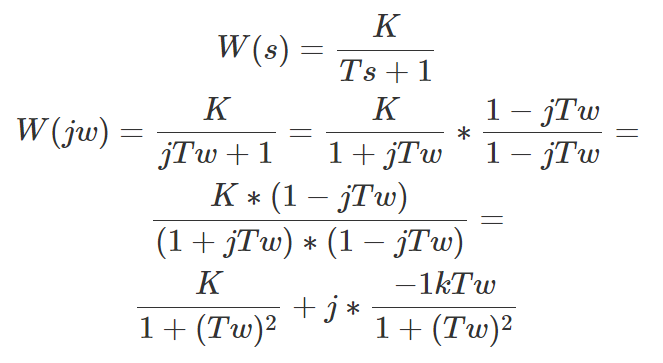 W(s) = K / (Ts + 1)
W(jw) = K / (jTw + 1) = K / (1 + jTw) * (1 − jTw) / (1 − jTw) =
K * (1 − jTw) / ((1 + jTw) * (1 − jTw)) =
K / (1 + (Tw)² ) + j * (−1kTw) / (1 + (Tw)²)